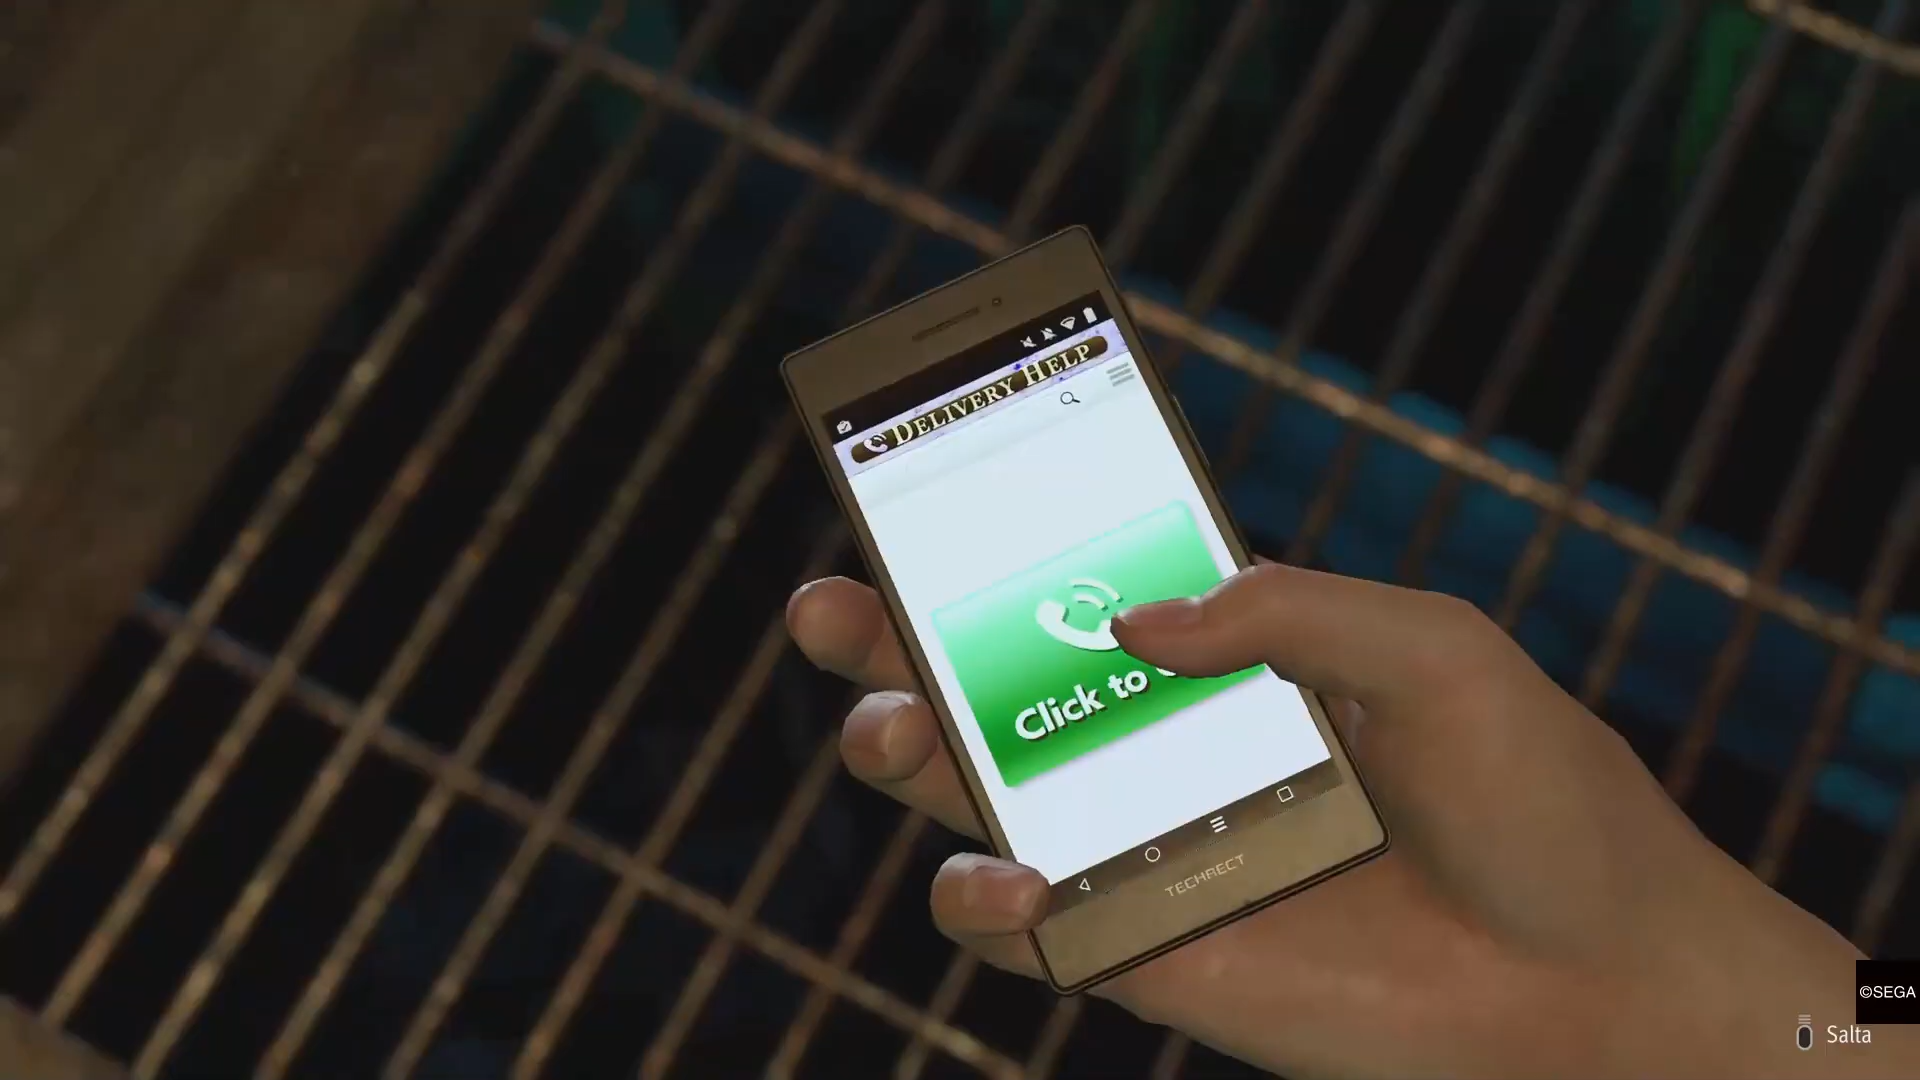 DELIVERY HELP
Click to
TECHRECT
©SEGA
Salta